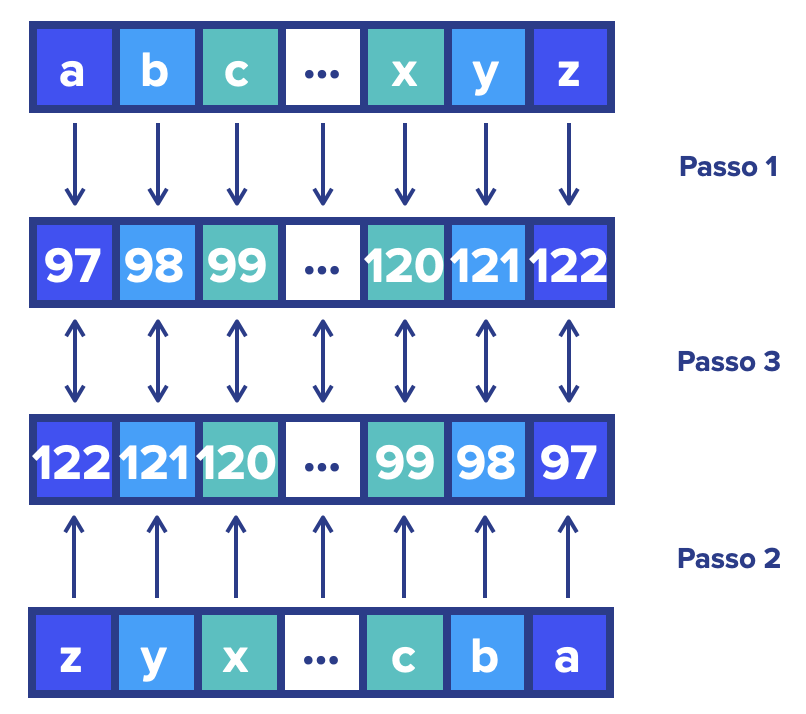 a b c ... x y z
Passo 1
97 98 99 ... 120 121 122
Passo 3
122 121 120 ... 99 98 97
Passo 2
z y x ... c b a